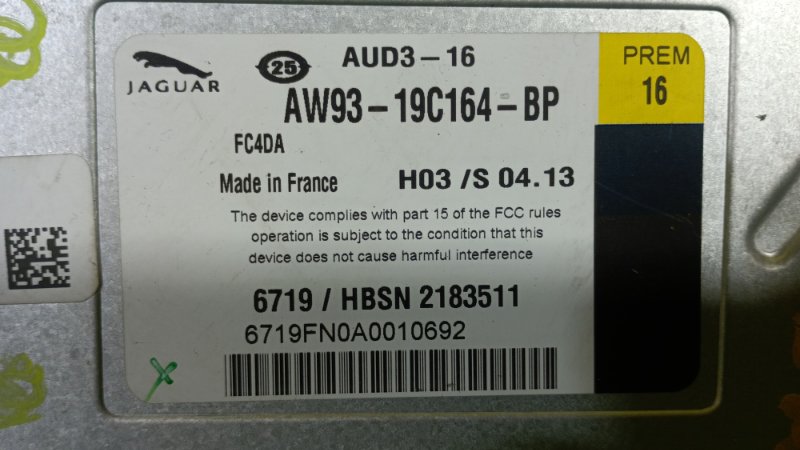 JAGUAR
25
AUD3-16
PREM
16
AW93-19C164-BP
FC4DA
Made in France
H03 /S 04.13
The device complies with part 15 of the FCC rules
operation is subject to the condition that this
device does not cause harmful interference
6719 / HBSN 2183511
6719FN0A0010692